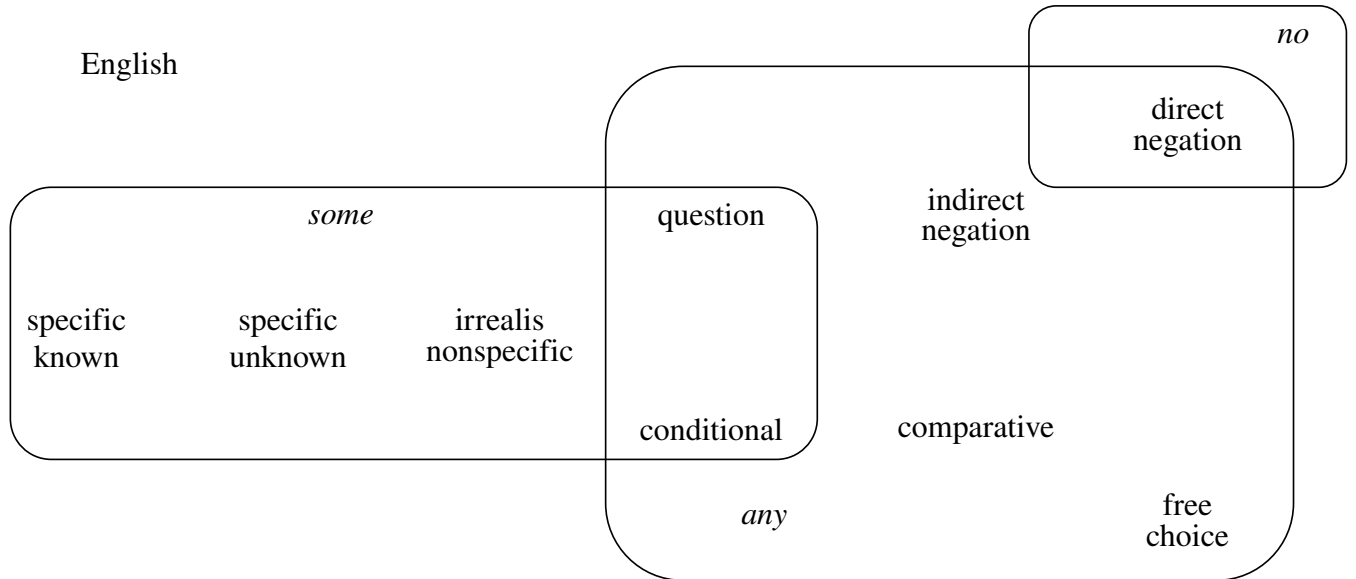 English
no
direct
negation
some
question
indirect
negation
specific
known
specific
unknown
irrealis
nonspecific
conditional
comparative
any
free
choice